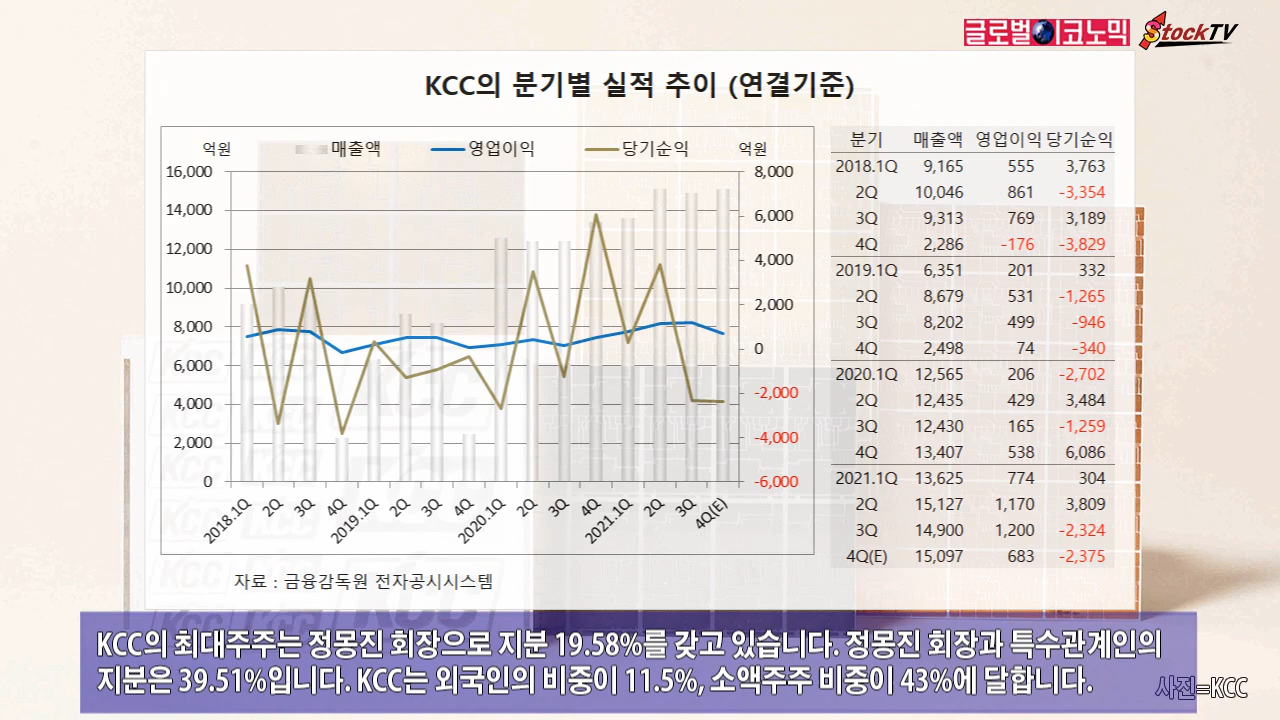 글로벌이코노믹 StockTV
KCC의 분기별 실적 추이 (연결기준)
억원 매출액 영업이익 당기순익 억원
16,000 8,000
14,000 6,000
12,000 4,000
10,000 2,000
8,000 0
6,000 -2,000
4,000 -4,000
2,000 -6,000
0
2018.1Q 2Q 3Q 4Q 2019.1Q 2Q 3Q 4Q 2020.1Q 2Q 3Q 4Q 2021.1Q 2Q 3Q 4Q(E)
자료 : 금융감독원 전자공시시스템
분기 매출액 영업이익 당기순익
2018.1Q 9,165 555 3,763
2Q 10,046 861 -3,354
3Q 9,313 769 3,189
4Q 2,286 -176 -3,829
2019.1Q 6,351 201 332
2Q 8,679 531 -1,265
3Q 8,202 499 -946
4Q 2,498 74 -340
2020.1Q 12,565 206 -2,702
2Q 12,435 429 3,484
3Q 12,430 165 -1,259
4Q 13,407 538 6,086
2021.1Q 13,625 774 304
2Q 15,127 1,170 3,809
3Q 14,900 1,200 -2,324
4Q(E) 15,097 683 -2,375
KCC의 최대주주는 정몽진 회장으로 지분 19.58%를 갖고 있습니다. 정몽진 회장과 특수관계인의
지분은 39.51%입니다. KCC는 외국인의 비중이 11.5%, 소액주주 비중이 43%에 달합니다.
사진=KCC